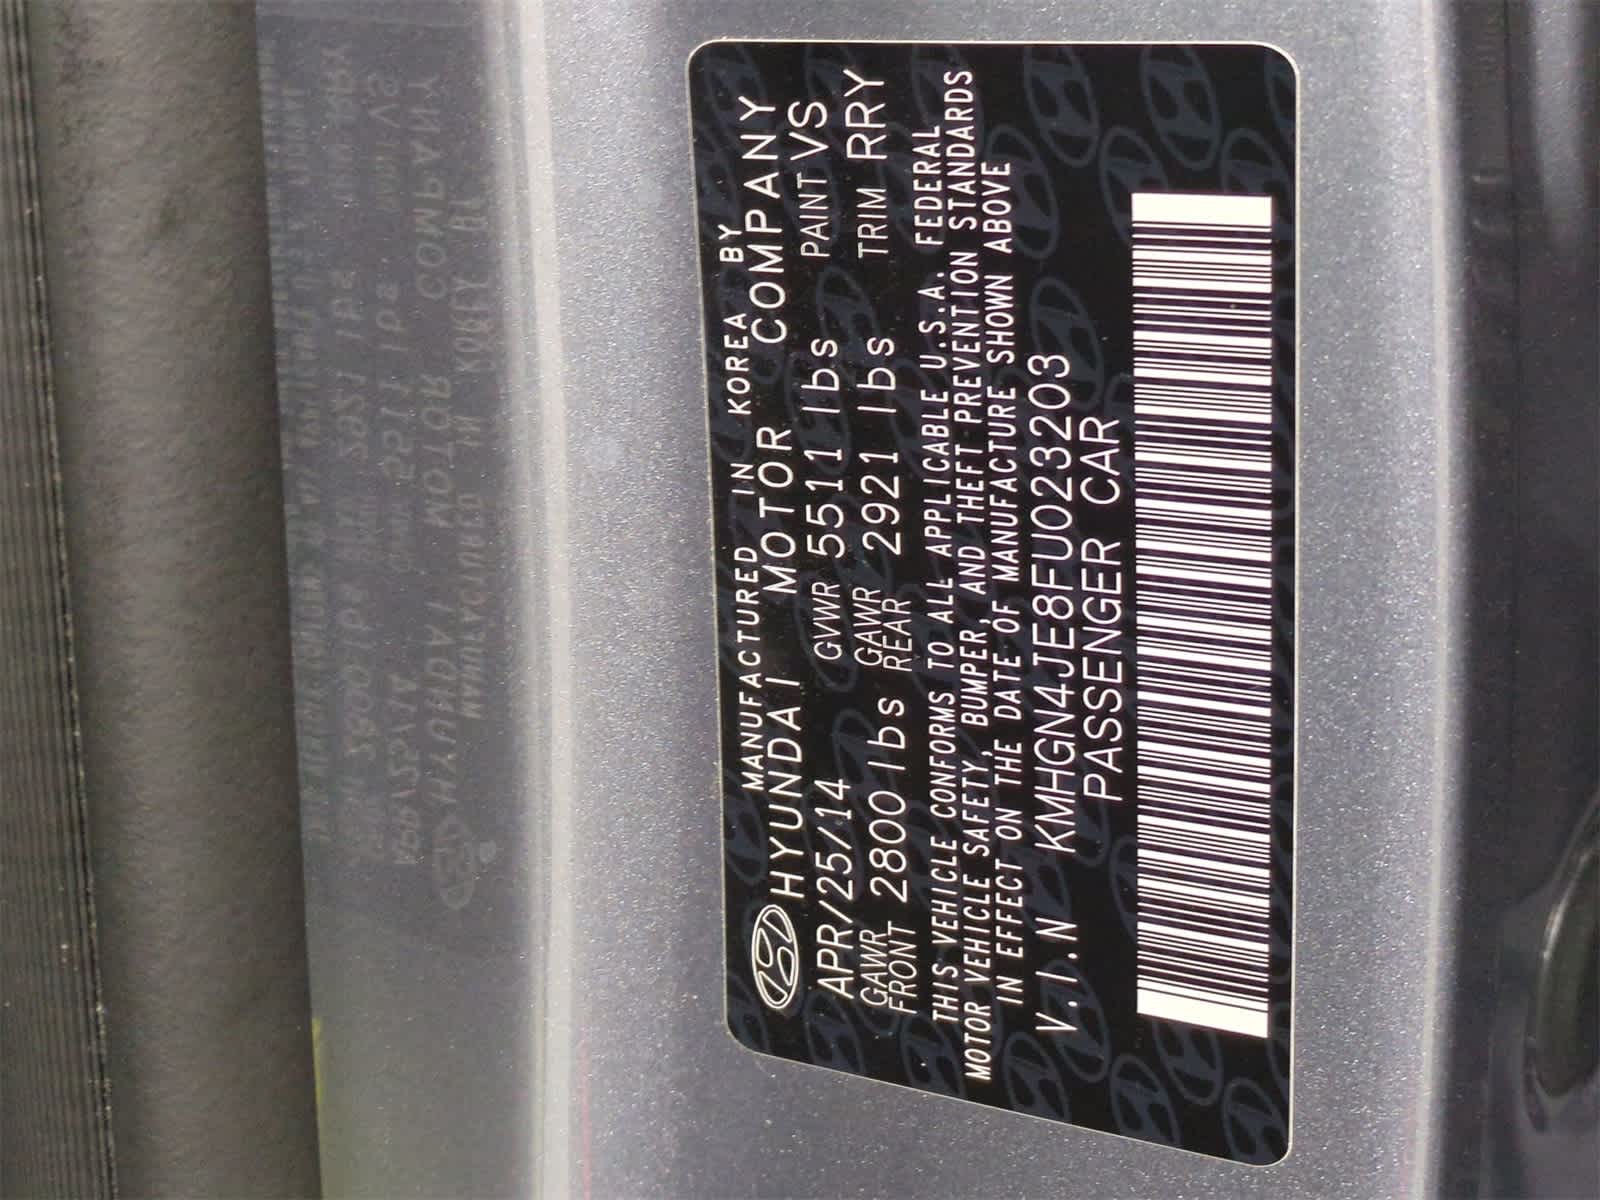 MANUFACTURED IN KOREA BY
HYUNDAI MOTOR COMPANY
APR/25/14 GVWR 5511 lbs PAINT VS
GAWR FRONT 2800 lbs GAWR REAR 2921 lbs TRIM RRY
THIS VEHICLE CONFORMS TO ALL APPLICABLE U.S.A. FEDERAL
MOTOR VEHICLE SAFETY, BUMPER, AND THEFT PREVENTION STANDARDS
IN EFFECT ON THE DATE OF MANUFACTURE SHOWN ABOVE
V.I.N KMHGN4JE8FU023203
PASSENGER CAR